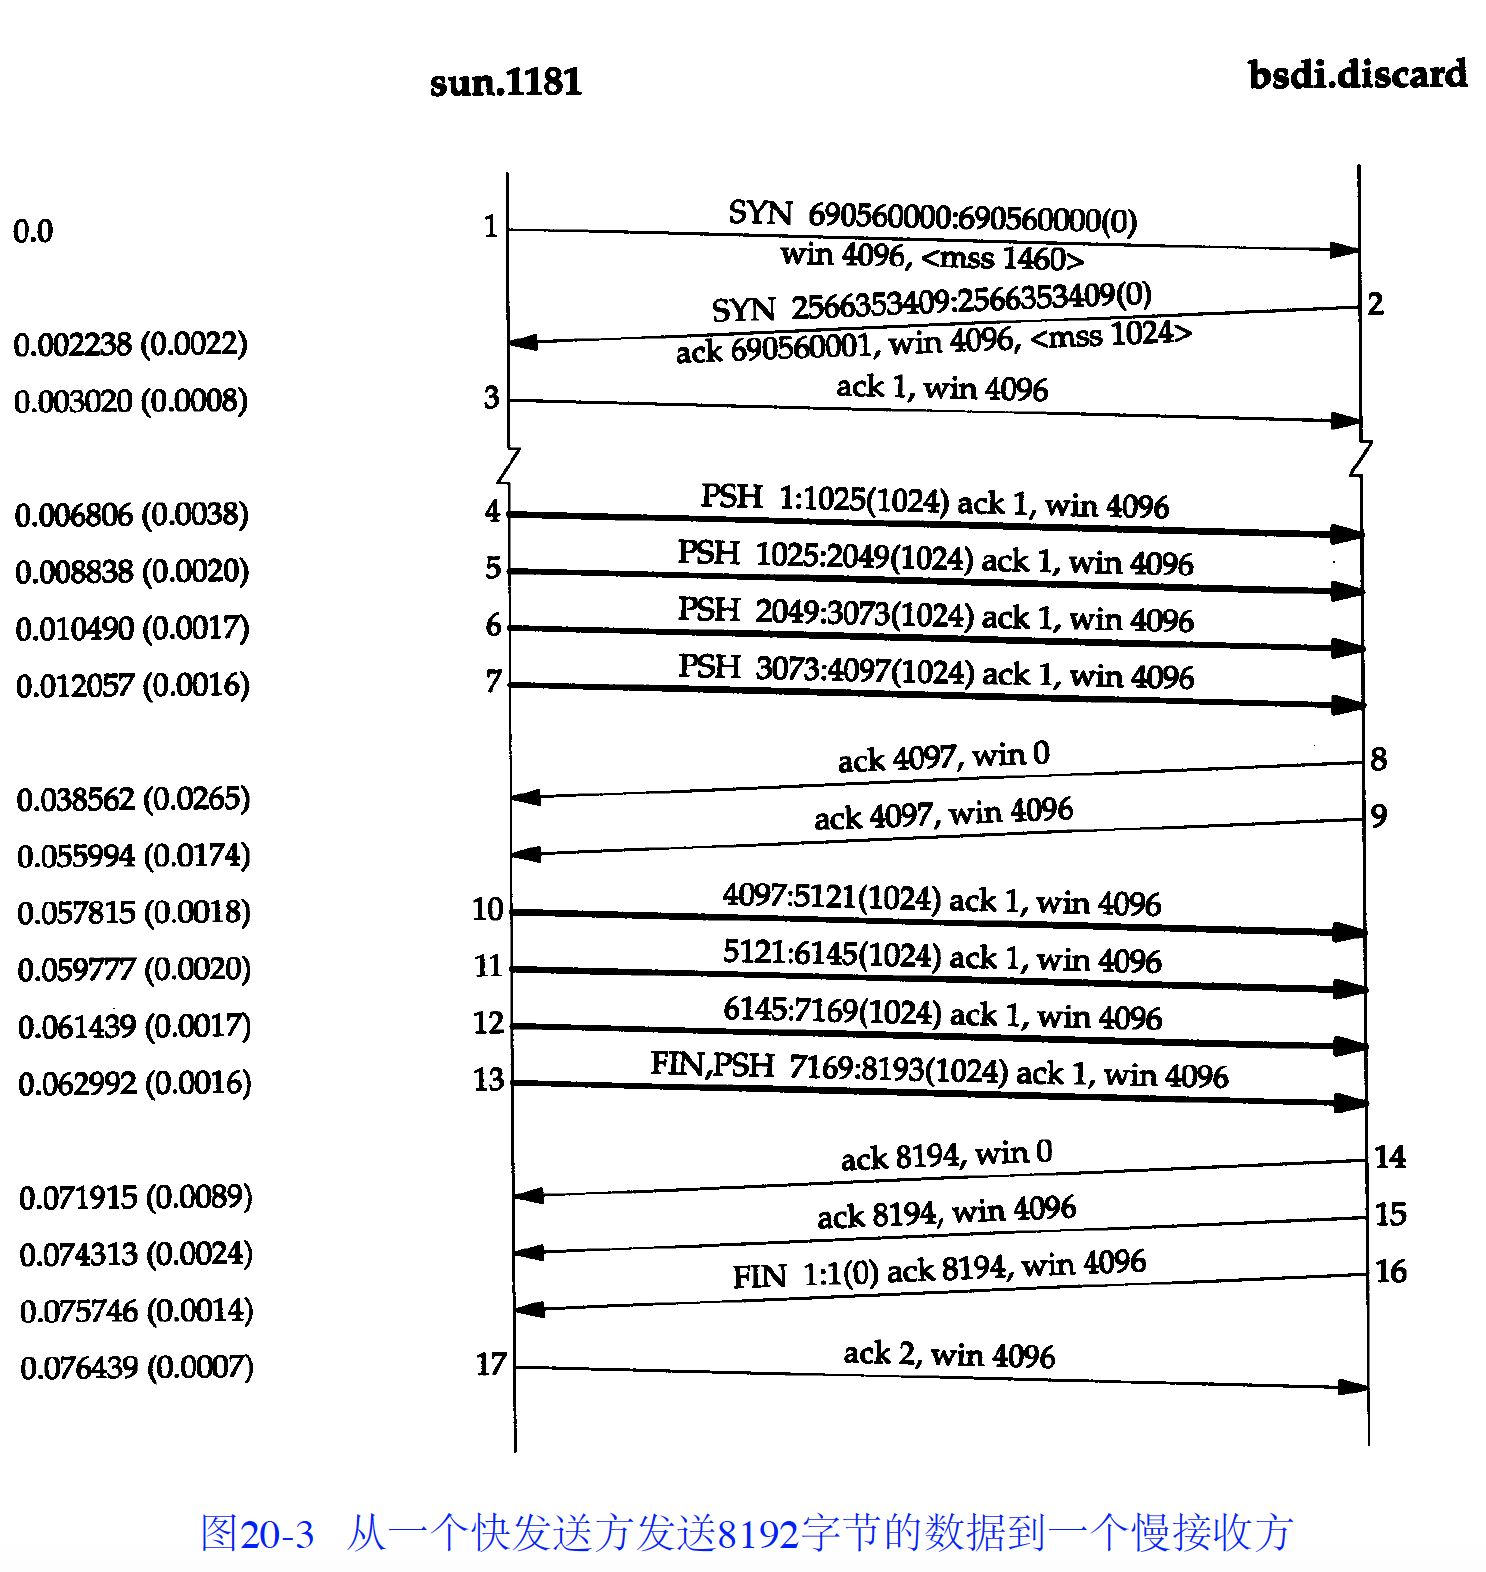 sun.1181 bsdi.discard
0.0 1 SYN 690560000:690560000(0)
win 4096, <mss 1460>
SYN 2566353409:2566353409(0) 2
0.002238 (0.0022) ack 690560001, win 4096, <mss 1024>
0.003020 (0.0008) 3 ack 1, win 4096
0.006806 (0.0038) 4 PSH 1:1025(1024) ack 1, win 4096
0.008838 (0.0020) 5 PSH 1025:2049(1024) ack 1, win 4096
0.010490 (0.0017) 6 PSH 2049:3073(1024) ack 1, win 4096
0.012057 (0.0016) 7 PSH 3073:4097(1024) ack 1, win 4096
ack 4097, win 0 8
0.038562 (0.0265)
ack 4097, win 4096 9
0.055994 (0.0174)
0.057815 (0.0018) 10 4097:5121(1024) ack 1, win 4096
0.059777 (0.0020) 11 5121:6145(1024) ack 1, win 4096
0.061439 (0.0017) 12 6145:7169(1024) ack 1, win 4096
0.062992 (0.0016) 13 FIN,PSH 7169:8193(1024) ack 1, win 4096
ack 8194, win 0 14
0.071915 (0.0089)
ack 8194, win 4096 15
0.074313 (0.0024)
FIN 1:1(0) ack 8194, win 4096 16
0.075746 (0.0014)
0.076439 (0.0007) 17 ack 2, win 4096
图20-3 从一个快发送方发送8192字节的数据到一个慢接收方